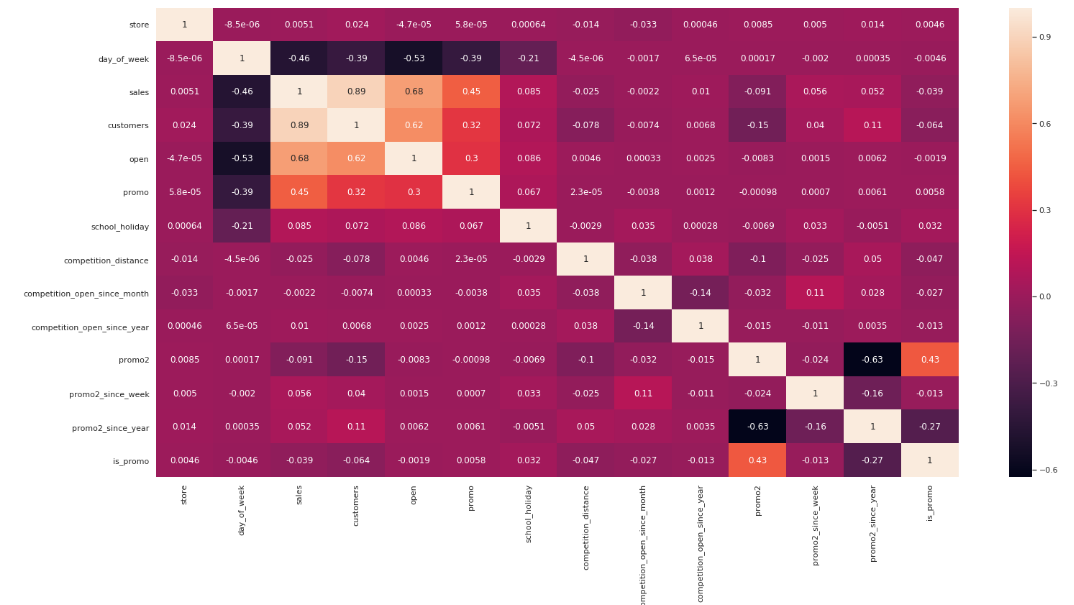 store 1 -8.5e-06 0.0051 0.024 -4.7e-05 5.8e-05 0.00064 -0.014 -0.033 0.00046 0.0085 0.005 0.014 0.0046
day_of_week -8.5e-06 1 -0.46 -0.39 -0.53 -0.39 -0.21 -4.5e-06 -0.0017 6.5e-05 0.00017 -0.002 0.00035 -0.0046
sales 0.0051 -0.46 1 0.89 0.68 0.45 0.085 -0.025 -0.0022 0.01 -0.091 0.056 0.052 -0.039
customers 0.024 -0.39 0.89 1 0.62 0.32 0.072 -0.078 -0.0074 0.0068 -0.15 0.04 0.11 -0.064
open -4.7e-05 -0.53 0.68 0.62 1 0.3 0.086 0.0046 0.00033 0.0025 -0.0083 0.0015 0.0062 -0.0019
promo 5.8e-05 -0.39 0.45 0.32 0.3 1 0.067 2.3e-05 -0.0038 0.0012 -0.00098 0.0007 0.0061 0.0058
school_holiday 0.00064 -0.21 0.085 0.072 0.086 0.067 1 -0.0029 0.035 0.00028 -0.0069 0.033 -0.0051 0.032
competition_distance -0.014 -4.5e-06 -0.025 -0.078 0.0046 2.3e-05 -0.0029 1 -0.038 0.038 -0.1 -0.025 0.05 -0.047
competition_open_since_month -0.033 -0.0017 -0.0022 -0.0074 0.00033 -0.0038 0.035 -0.038 1 -0.14 -0.032 0.11 0.028 -0.027
competition_open_since_year 0.00046 6.5e-05 0.01 0.0068 0.0025 0.0012 0.00028 0.038 -0.14 1 -0.015 -0.011 0.0035 -0.013
promo2 0.0085 0.00017 -0.091 -0.15 -0.0083 -0.00098 -0.0069 -0.1 -0.032 -0.015 1 -0.024 -0.63 0.43
promo2_since_week 0.005 -0.002 0.056 0.04 0.0015 0.0007 0.033 -0.025 0.11 -0.011 -0.024 1 -0.16 -0.013
promo2_since_year 0.014 0.00035 0.052 0.11 0.0062 0.0061 -0.0051 0.05 0.028 0.0035 -0.63 -0.16 1 -0.27
is_promo 0.0046 -0.0046 -0.039 -0.064 -0.0019 0.0058 0.032 -0.047 -0.027 -0.013 0.43 -0.013 -0.27 1
store
day_of_week
sales
customers
open
promo
school_holiday
competition_distance
ompetition_open_since_month
competition_open_since_year
promo2
promo2_since_week
promo2_since_year
is_promo
0.9
0.6
0.3
0.0
−0.3
−0.6